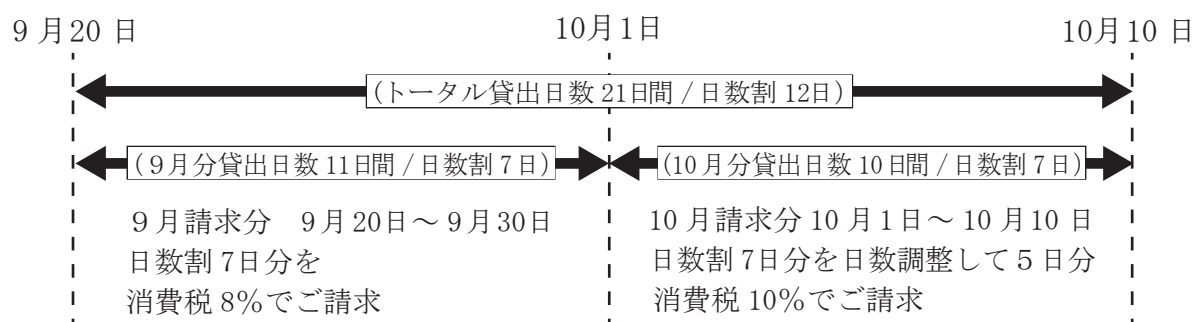 9月20日
10月1日
10月10日
(トータル貸出日数 21日間 / 日数割 12日)
(9月分貸出日数 11日間 / 日数割 7日)
(10月分貸出日数 10日間 / 日数割 7日)
9月請求分　9月20日～9月30日
日数割 7日分を
消費税 8%でご請求
10月請求分 10月1日～10月10日
日数割 7日分を日数調整して5日分
消費税 10%でご請求